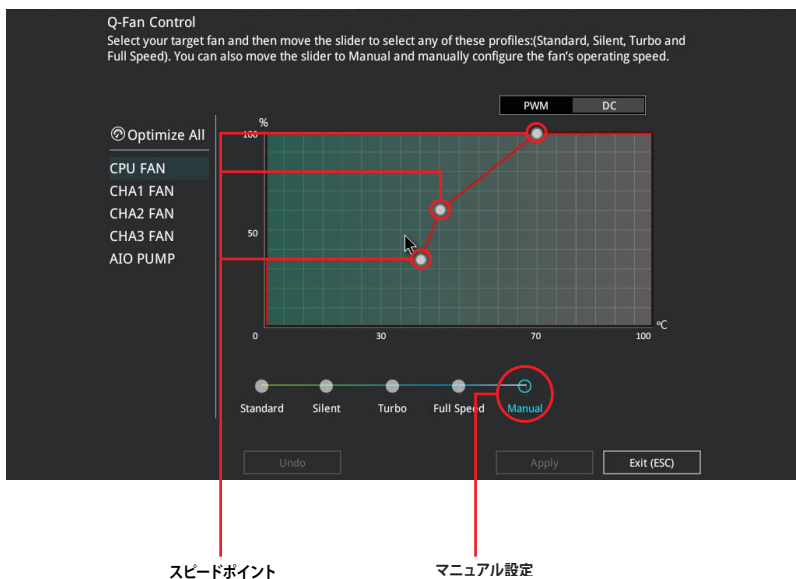 Q-Fan Control
Select your target fan and then move the slider to select any of these profiles:(Standard, Silent, Turbo and
Full Speed). You can also move the slider to Manual and manually configure the fan's operating speed.
PWM DC
Optimize All
CPU FAN
CHA1 FAN
CHA2 FAN
CHA3 FAN
AIO PUMP
%
100
50
0 30 70 100
°C
Standard Silent Turbo Full Speed Manual
Undo Apply Exit (ESC)
スピードポイント マニュアル設定